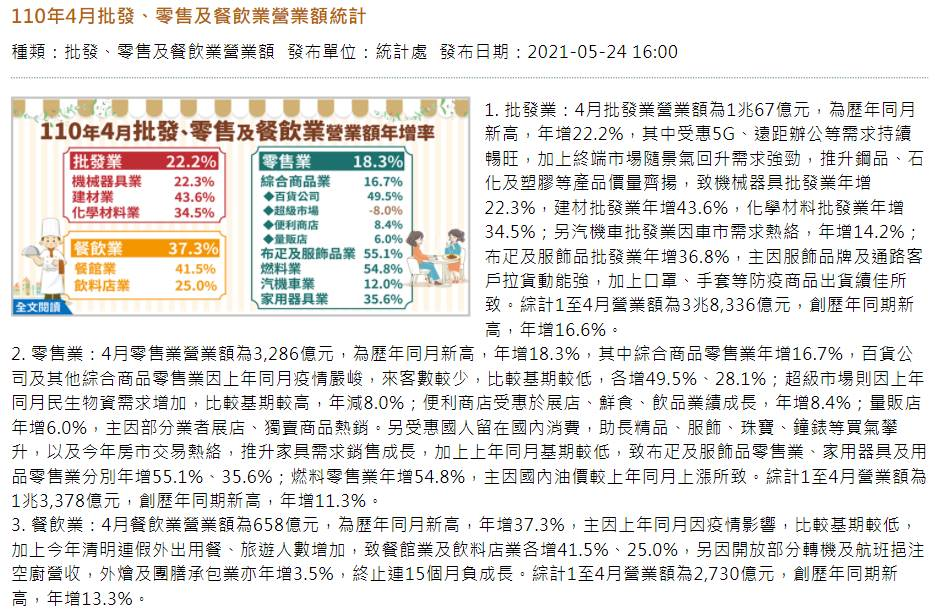 110年4月批發、零售及餐飲業營業額統計
種類：批發、零售及餐飲業營業額 發布單位：統計處 發布日期：2021-05-24 16:00
110年4月批發、零售及餐飲業營業額年增率
批發業 22.2%
機械器具業 22.3%
建材業 43.6%
化學材料業 34.5%
餐飲業 37.3%
餐館業 41.5%
飲料店業 25.0%
零售業 18.3%
綜合商品業 16.7%
◆百貨公司 49.5%
◆超級市場 -8.0%
◆便利商店 8.4%
◆量販店 6.0%
布疋及服飾品業 55.1%
燃料業 54.8%
汽機車業 12.0%
家用器具業 35.6%
全文閱讀
1. 批發業：4月批發業營業額為1兆67億元，為歷年同月
新高，年增22.2%，其中受惠5G、遠距辦公等需求持續
暢旺，加上終端市場隨景氣回升需求強勁，推升鋼品、石
化及塑膠等產品價量齊揚，致機械器具批發業年增
22.3%，建材批發業年增43.6%，化學材料批發業年增
34.5%；另汽機車批發業因車市需求熱絡，年增14.2%；
布疋及服飾品批發業年增36.8%，主因服飾品牌及通路客
戶拉貨動能強，加上口罩、手套等防疫商品出貨續佳所
致。綜計1至4月營業額為3兆8,336億元，創歷年同期新
高，年增16.6%。
2. 零售業：4月零售業營業額為3,286億元，為歷年同月新高，年增18.3%，其中綜合商品零售業年增16.7%，百貨公
司及其他綜合商品零售業因上年同月疫情嚴峻，來客數較少，比較基期較低，各增49.5%、28.1%；超級市場則因上年
同月民生物資需求增加，比較基期較高，年減8.0%；便利商店受惠於展店、鮮食、飲品業績成長，年增8.4%；量販店
年增6.0%，主因部分業者展店、獨賣商品熱銷。另受惠國人留在國內消費，助長精品、服飾、珠寶、鐘錶等買氣攀
升，以及今年房市交易熱絡，推升家具需求銷售成長，加上上年同月基期較低，致布疋及服飾品零售業、家用器具及用
品零售業分別年增55.1%、35.6%；燃料零售業年增54.8%，主因國內油價較上年同月上漲所致。綜計1至4月營業額為
1兆3,378億元，創歷年同期新高，年增11.3%。
3. 餐飲業：4月餐飲業營業額為658億元，為歷年同月新高，年增37.3%，主因上年同月因疫情影響，比較基期較低，
加上今年清明連假外出用餐、旅遊人數增加，致餐館業及飲料店業各增41.5%、25.0%，另因開放部分轉機及航班挹注
空廚營收，外燴及團膳承包業亦年增3.5%，終止連15個月負成長。綜計1至4月營業額為2,730億元，創歷年同期新
高，年增13.3%。